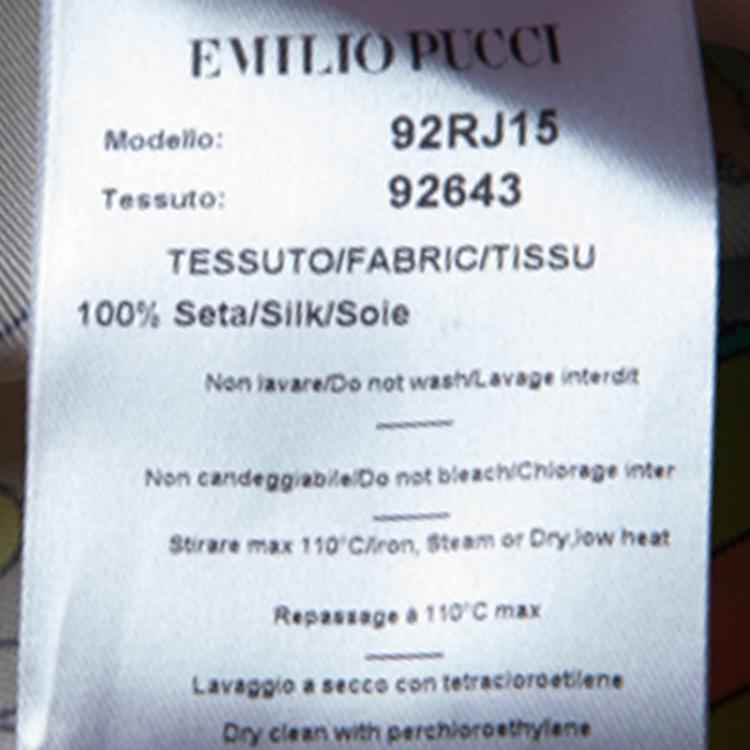 EMILIO PUCCI
Modello: 92RJ15
Tessuto: 92643
TESSUTO/FABRIC/TISSU
100% Seta/Silk/Soie
Non lavare/Do not wash/Lavage interdit
Non candeggiabile/Do not bleach/Chlorage inter
Stirare max 110°C/Iron, Steam or Dry,low heat
Repassage à 110°C max
Lavaggio a secco con tetracloroetilene
Dry clean with perchloroethylene